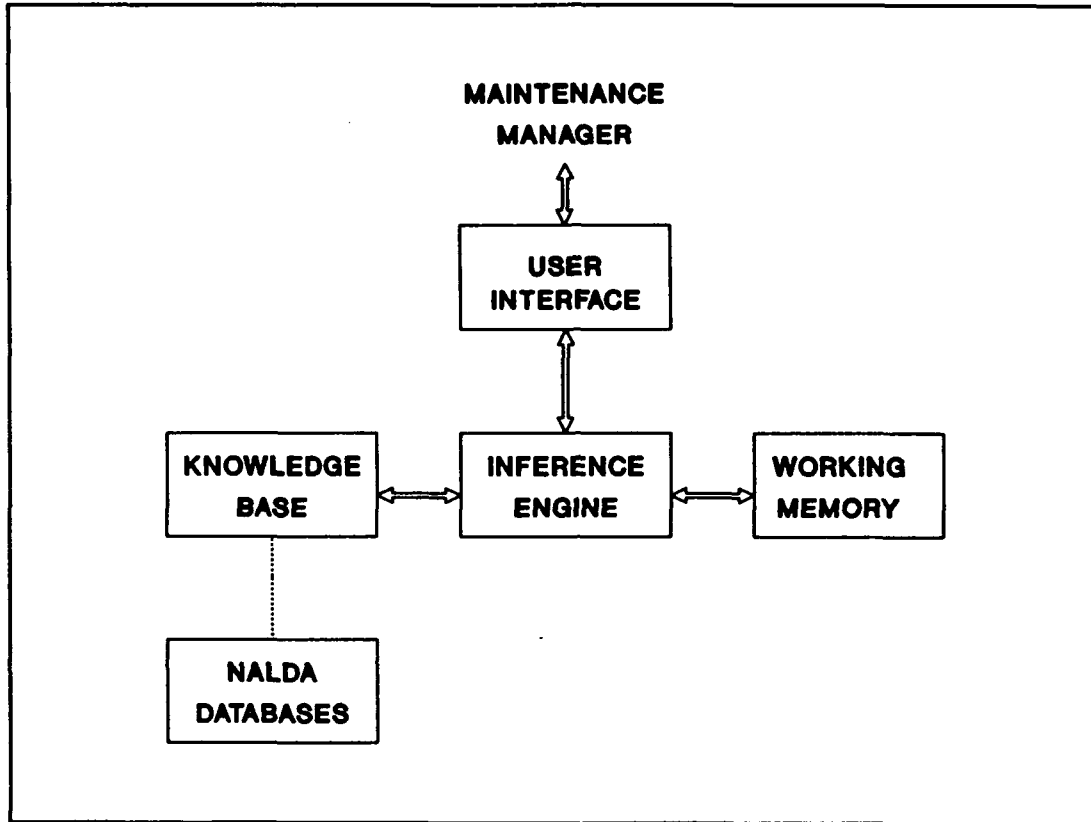 MAINTENANCE
MANAGER
USER
INTERFACE
KNOWLEDGE
BASE
INFERENCE
ENGINE
WORKING
MEMORY
NALDA
DATABASES